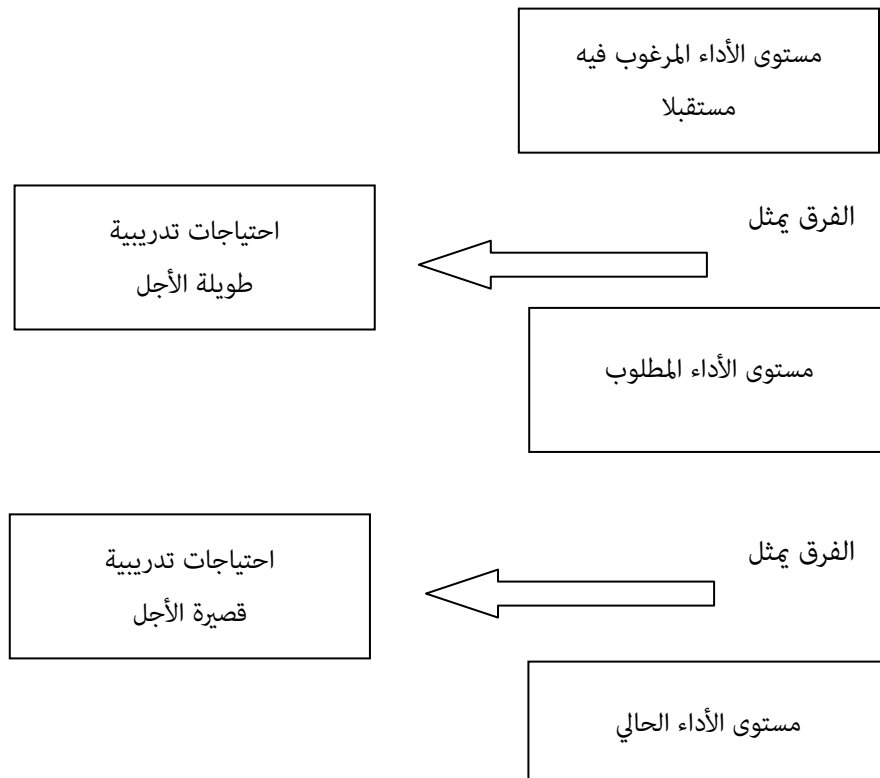 مستوى الأداء المرغوب فيه
مستقبلا
الفرق يمثل
احتياجات تدريبية
طويلة الأجل
مستوى الأداء المطلوب
الفرق يمثل
احتياجات تدريبية
قصيرة الأجل
مستوى الأداء الحالي